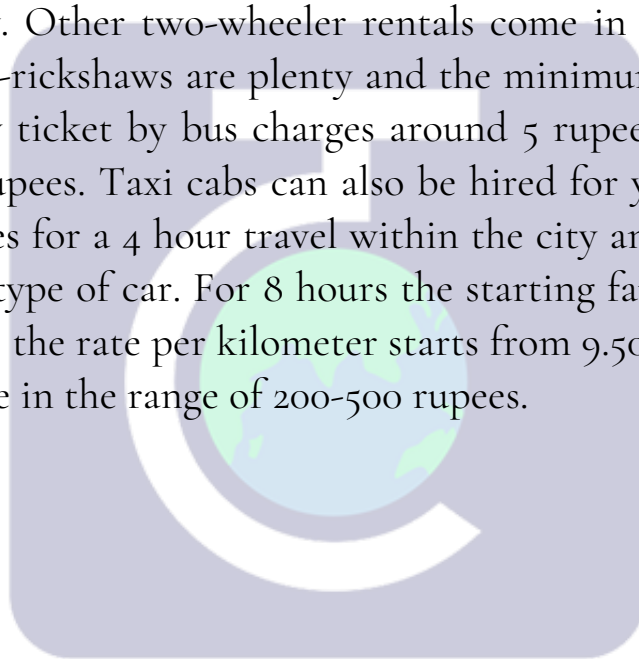 . Other two-wheeler rentals come in
-rickshaws are plenty and the minimum
ticket by bus charges around 5 rupee
upees. Taxi cabs can also be hired for y
es for a 4 hour travel within the city an
type of car. For 8 hours the starting fa
the rate per kilometer starts from 9.50
e in the range of 200-500 rupees.